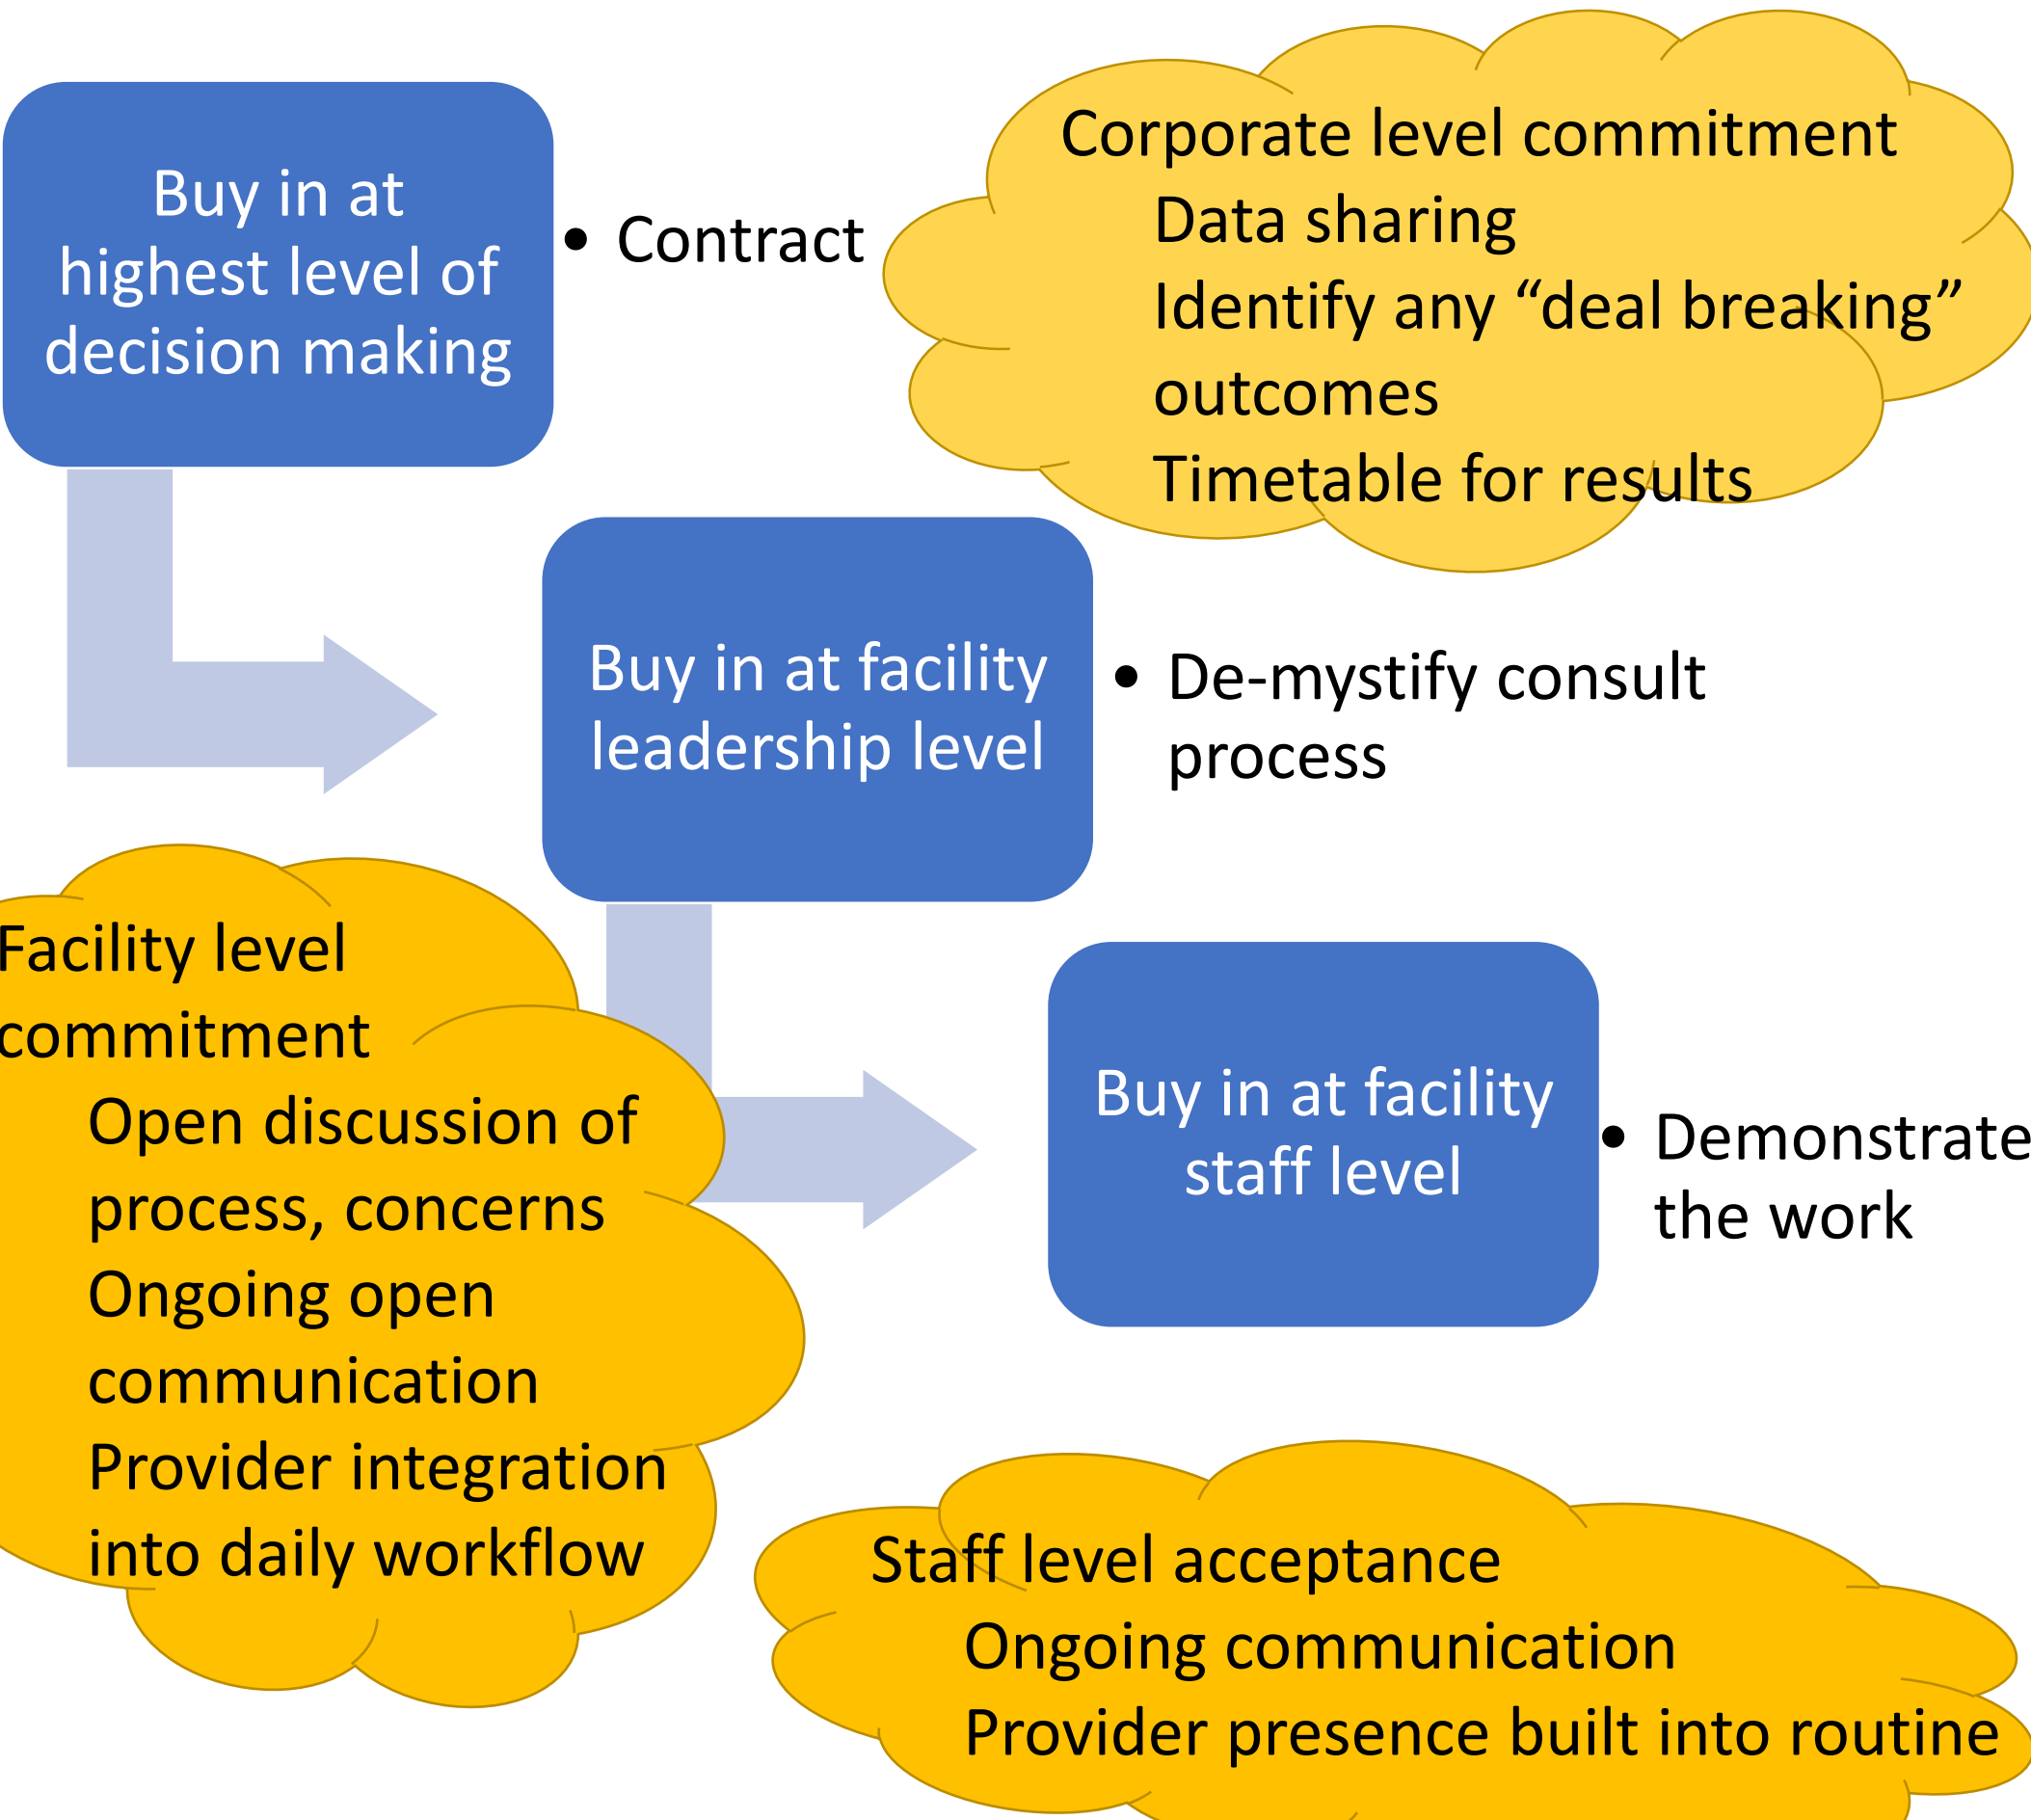 Buy in at
highest level of
decision making
• Contract
Corporate level commitment
Data sharing
Identify any “deal breaking”
outcomes
Timetable for results
Buy in at facility
leadership level
• De-mystify consult
process
Facility level
commitment
Open discussion of
process, concerns
Ongoing open
communication
Provider integration
into daily workflow
Buy in at facility
staff level
• Demonstrate
the work
Staff level acceptance
Ongoing communication
Provider presence built into routine